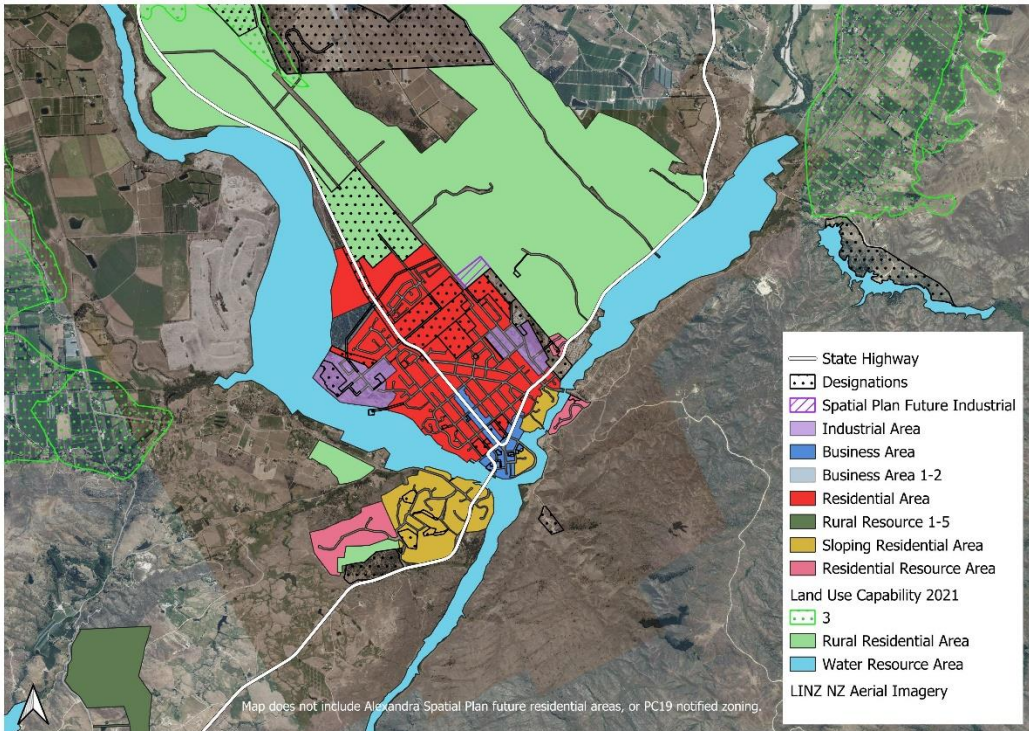 State Highway
Designations
Spatial Plan Future Industrial
Industrial Area
Business Area
Business Area 1-2
Residential Area
Rural Resource 1-5
Sloping Residential Area
Residential Resource Area
Land Use Capability 2021
3
Rural Residential Area
Water Resource Area
LINZ NZ Aerial Imagery
Map does not include Alexandra Spatial Plan future residential areas, or PC19 notified zoning.